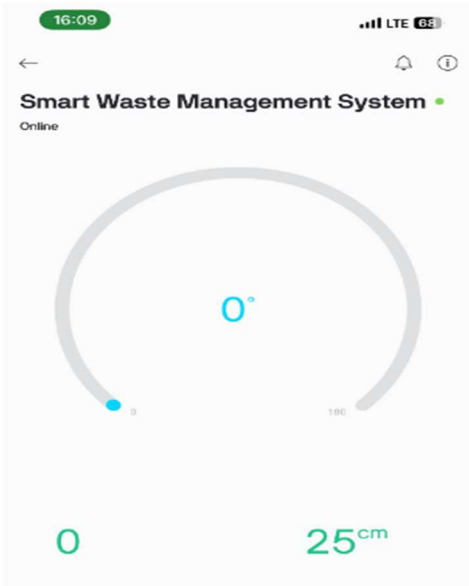 16:09 LTE 68
Smart Waste Management System
Online
0°
0 180
0 25cm